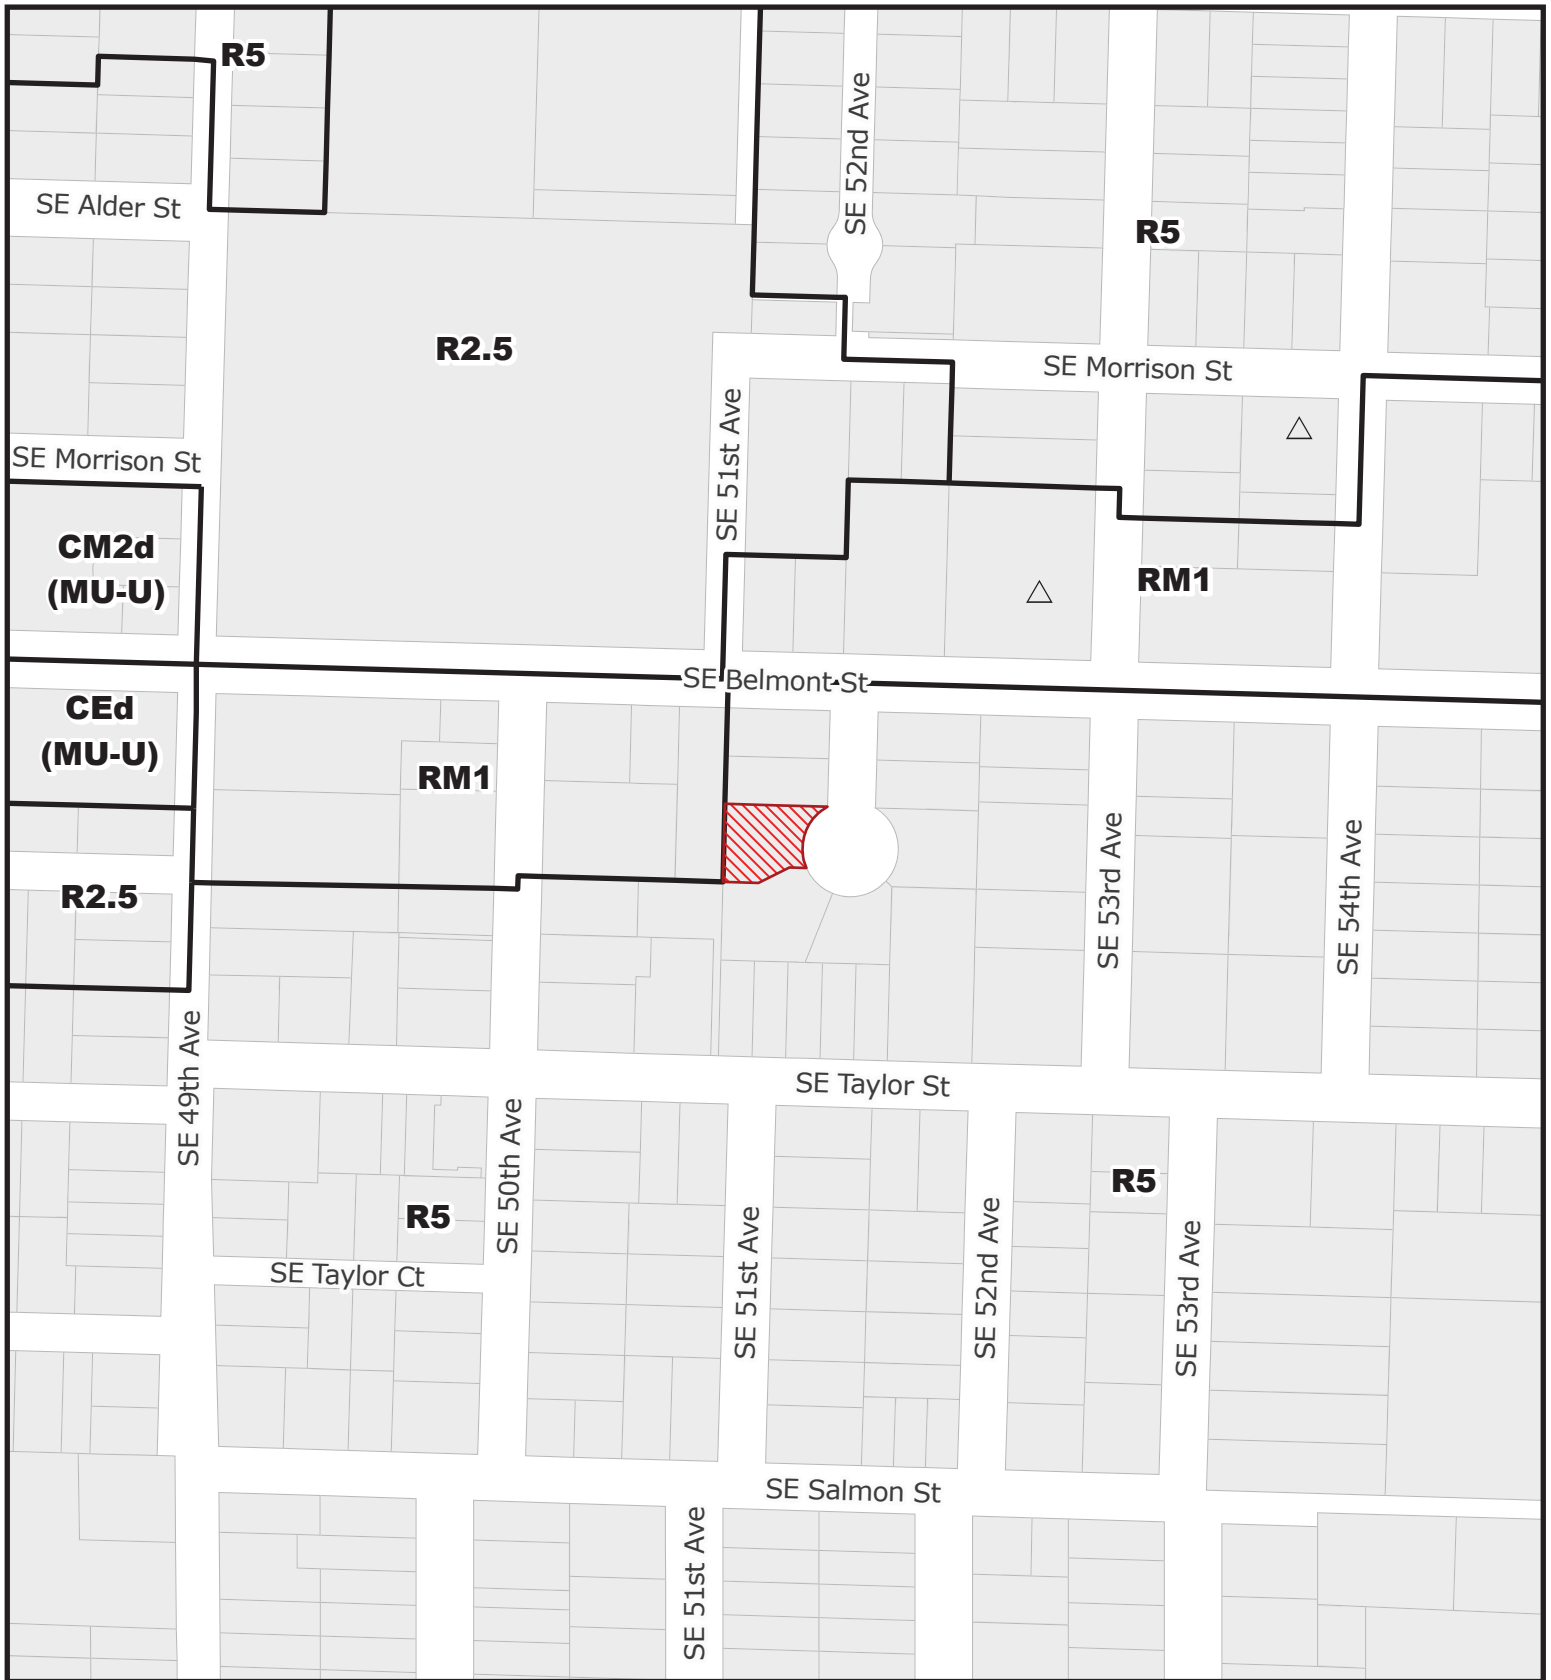 R5
SE 52nd Ave
SE Alder St
R5
R2.5
SE Morrison St
SE 51st Ave
SE Morrison St
CM2d
(MU-U)
RM1
SE Belmont St
CEd
(MU-U)
RM1
SE 53rd Ave
SE 54th Ave
R2.5
SE 49th Ave
SE Taylor St
SE 50th Ave
R5
R5
SE 51st Ave
SE 52nd Ave
SE 53rd Ave
SE Taylor Ct
SE Salmon St
SE 51st Ave